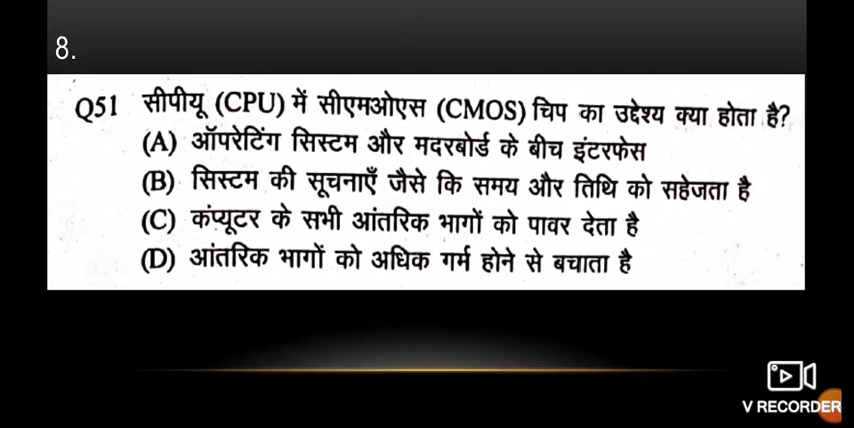 8.
Q51 सीपीयू (CPU) में सीएमओएस (CMOS) चिप का उद्देश्य क्या होता है?
(A) ऑपरेटिंग सिस्टम और मदरबोर्ड के बीच इंटरफेस
(B) सिस्टम की सूचनाएँ जैसे कि समय और तिथि को सहेजता है
(C) कंप्यूटर के सभी आंतरिक भागों को पावर देता है
(D) आंतरिक भागों को अधिक गर्म होने से बचाता है
V RECORDER